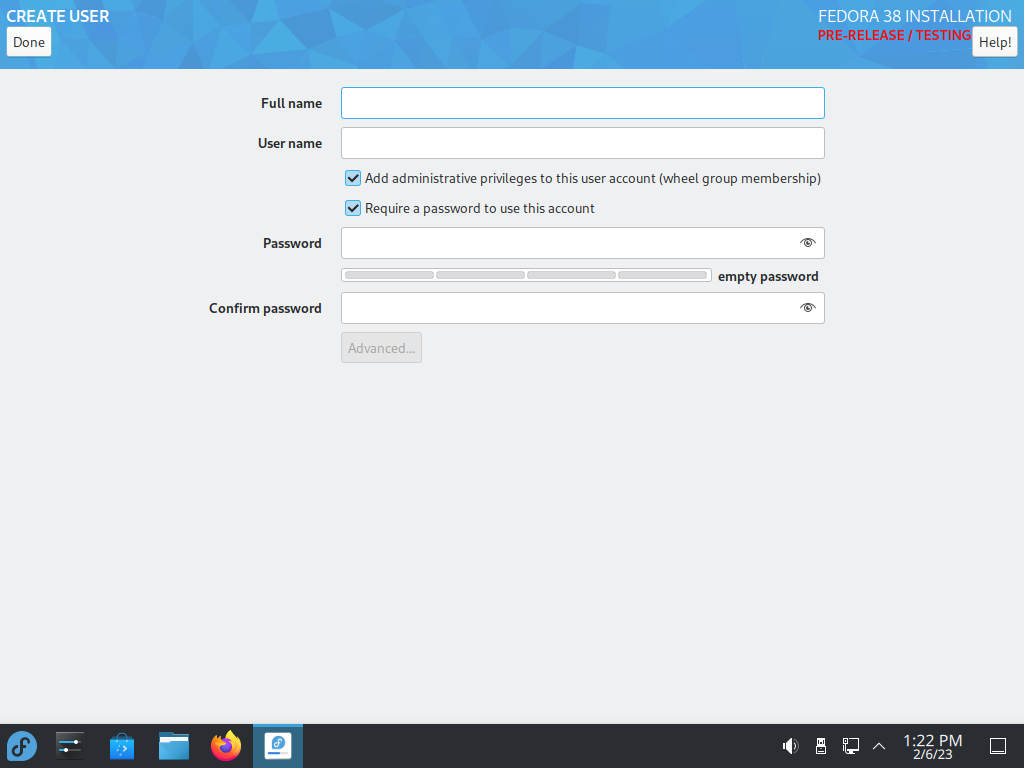 CREATE USER
FEDORA 38 INSTALLATION
Done
PRE-RELEASE / TESTING
Help!
Full name
User name
Add administrative privileges to this user account (wheel group membership)
Require a password to use this account
Password
empty password
Confirm password
Advanced...
1:22 PM
2/6/23